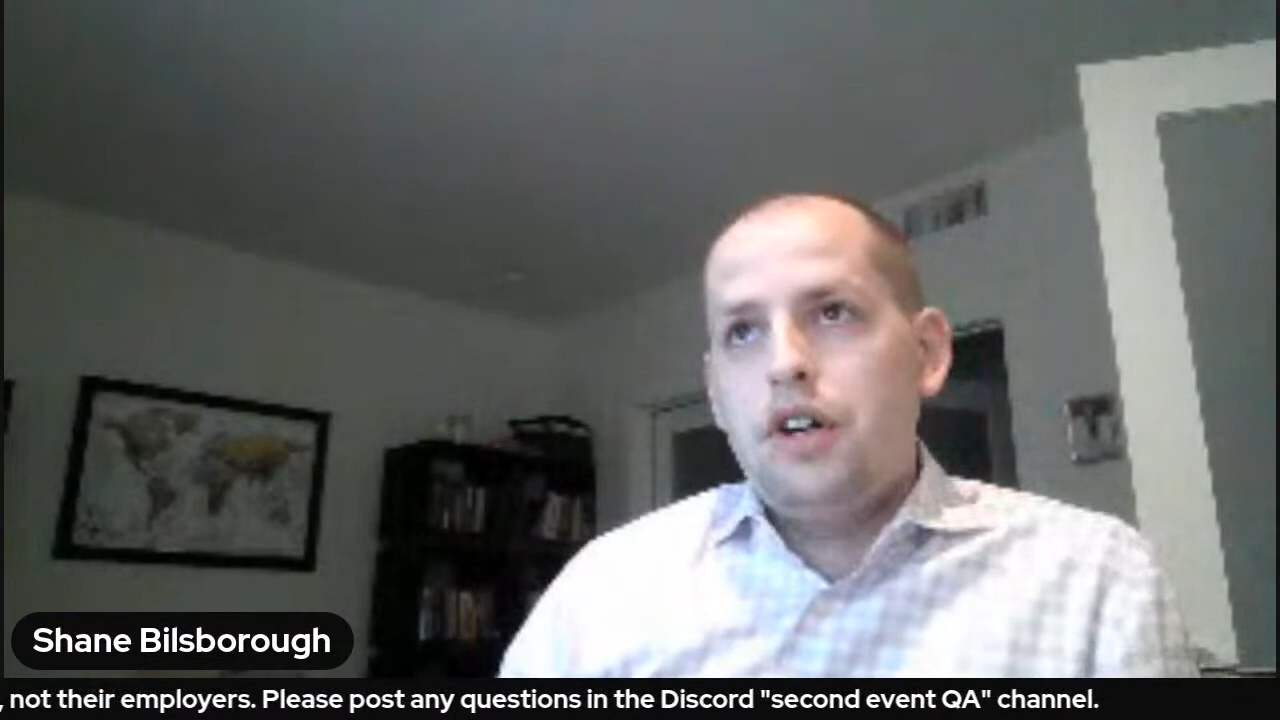 Shane Bilsborough
, not their employers. Please post any questions in the Discord "second event QA" channel.